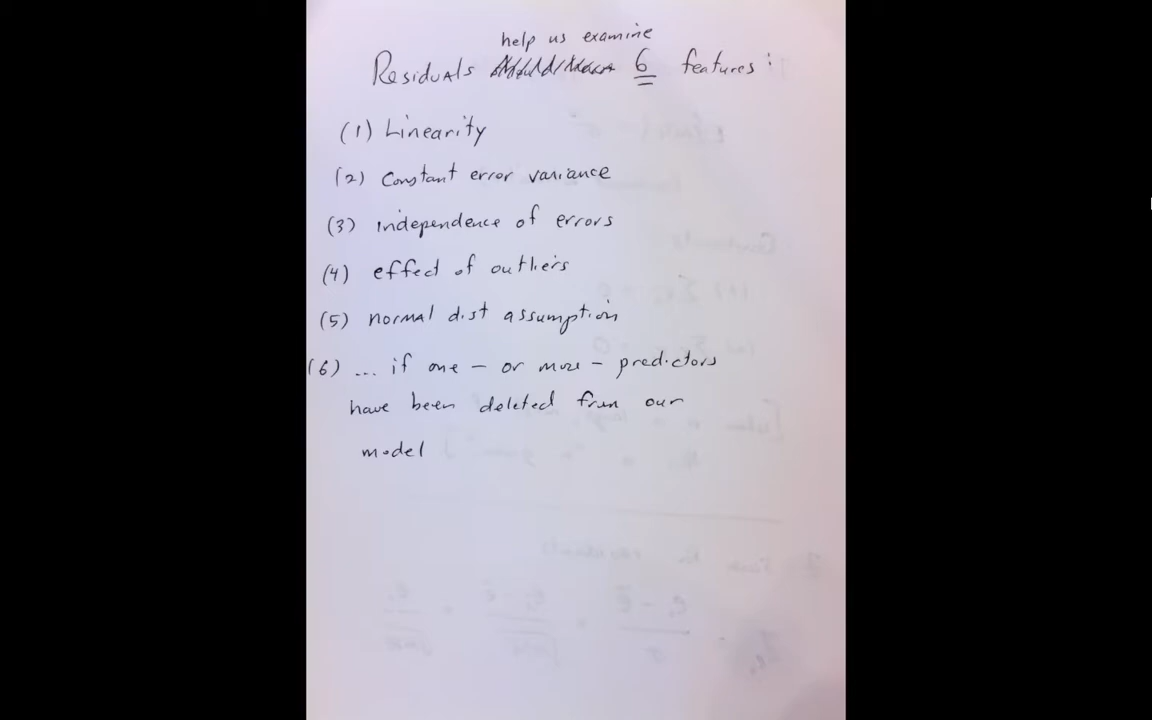 help us examine
Residuals 6 features:
(1) Linearity
(2) Constant error variance
(3) independence of errors
(4) effect of outliers
(5) normal dist assumption
(6) ... if one - or more - predictors
have been deleted from our
model